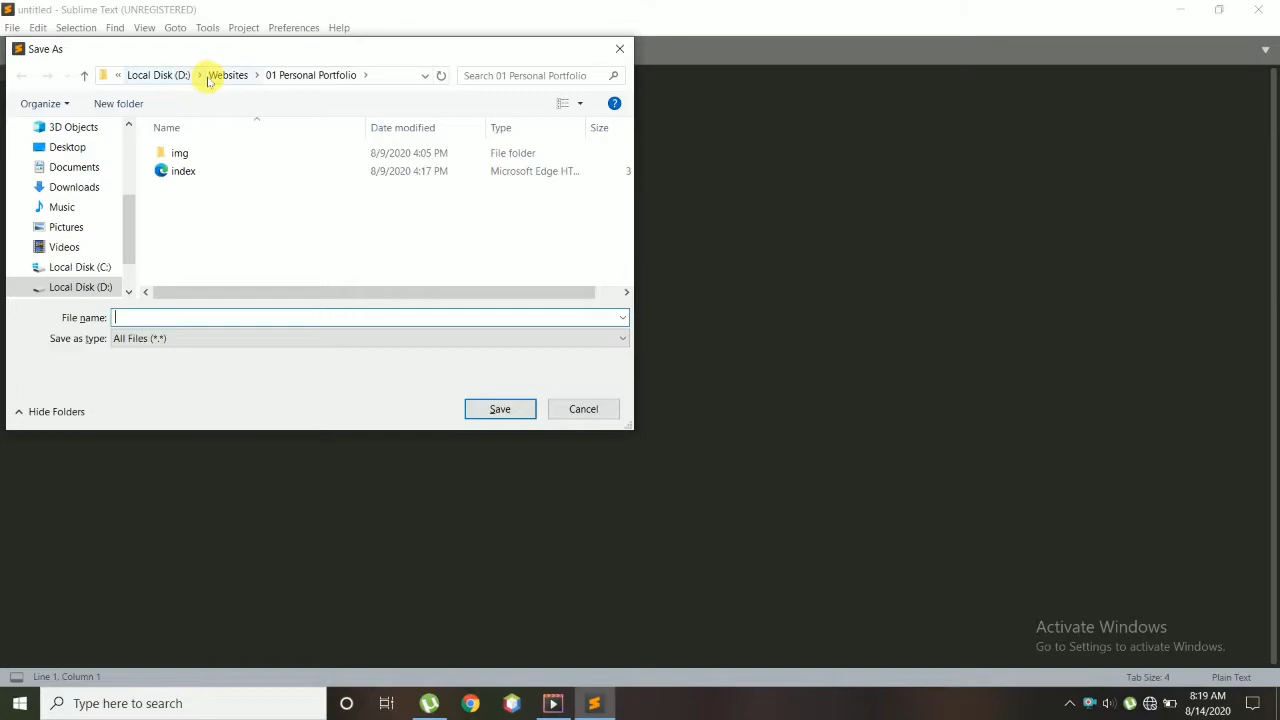 untitled - Sublime Text (UNREGISTERED)
File Edit Selection Find View Goto Tools Project Preferences Help
Save As
« Local Disk (D:) > Websites > 01 Personal Portfolio >
Search 01 Personal Portfolio
Organize New folder
Name Date modified Type Size
3D Objects
Desktop
Documents
Downloads
Music
Pictures
Videos
Local Disk (C:)
Local Disk (D:)
img 8/9/2020 4:05 PM File folder
index 8/9/2020 4:17 PM Microsoft Edge HT... 3
File name:
Save as type: All Files (*.*)
Hide Folders
Save
Cancel
Activate Windows
Go to Settings to activate Windows.
Line 1, Column 1
Tab Size: 4
Plain Text
Type here to search
8:19 AM
8/14/2020